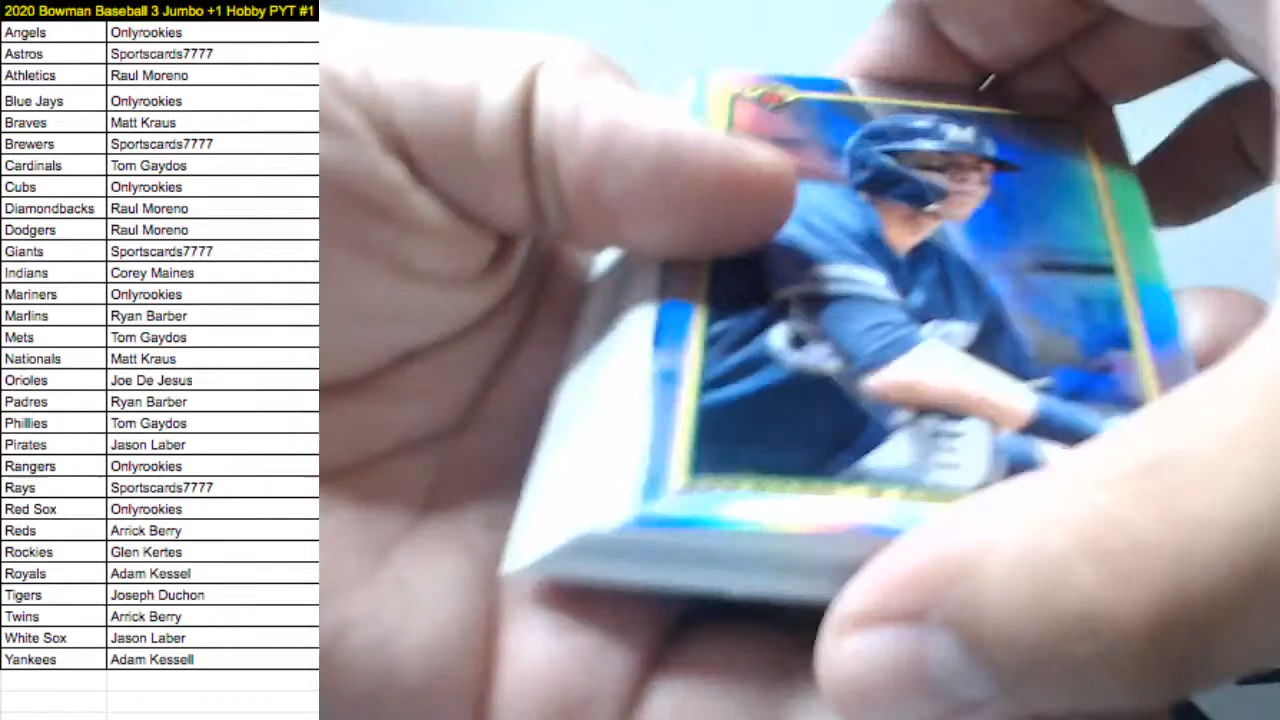 2020 Bowman Baseball 3 Jumbo +1 Hobby PYT #1
Angels Onlyrookies
Astros Sportscards7777
Athletics Raul Moreno
Blue Jays Onlyrookies
Braves Matt Kraus
Brewers Sportscards7777
Cardinals Tom Gaydos
Cubs Onlyrookies
Diamondbacks Raul Moreno
Dodgers Raul Moreno
Giants Sportscards7777
Indians Corey Maines
Mariners Onlyrookies
Marlins Ryan Barber
Mets Tom Gaydos
Nationals Matt Kraus
Orioles Joe De Jesus
Padres Ryan Barber
Phillies Tom Gaydos
Pirates Jason Laber
Rangers Onlyrookies
Rays Sportscards7777
Red Sox Onlyrookies
Reds Arrick Berry
Rockies Glen Kertes
Royals Adam Kessel
Tigers Joseph Duchon
Twins Arrick Berry
White Sox Jason Laber
Yankees Adam Kessell